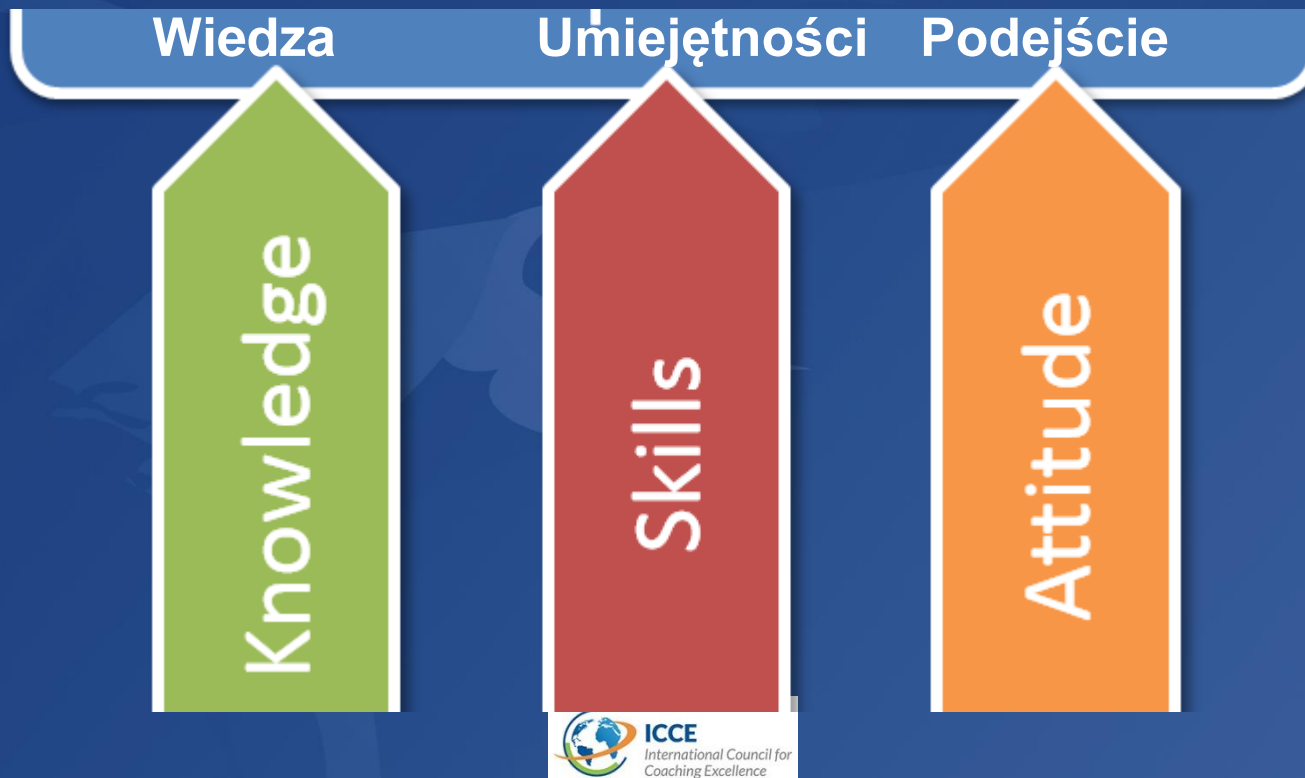 Wiedza Umiejętności Podejście
Knowledge
Skills
Attitude
ICCE
International Council for
Coaching Excellence